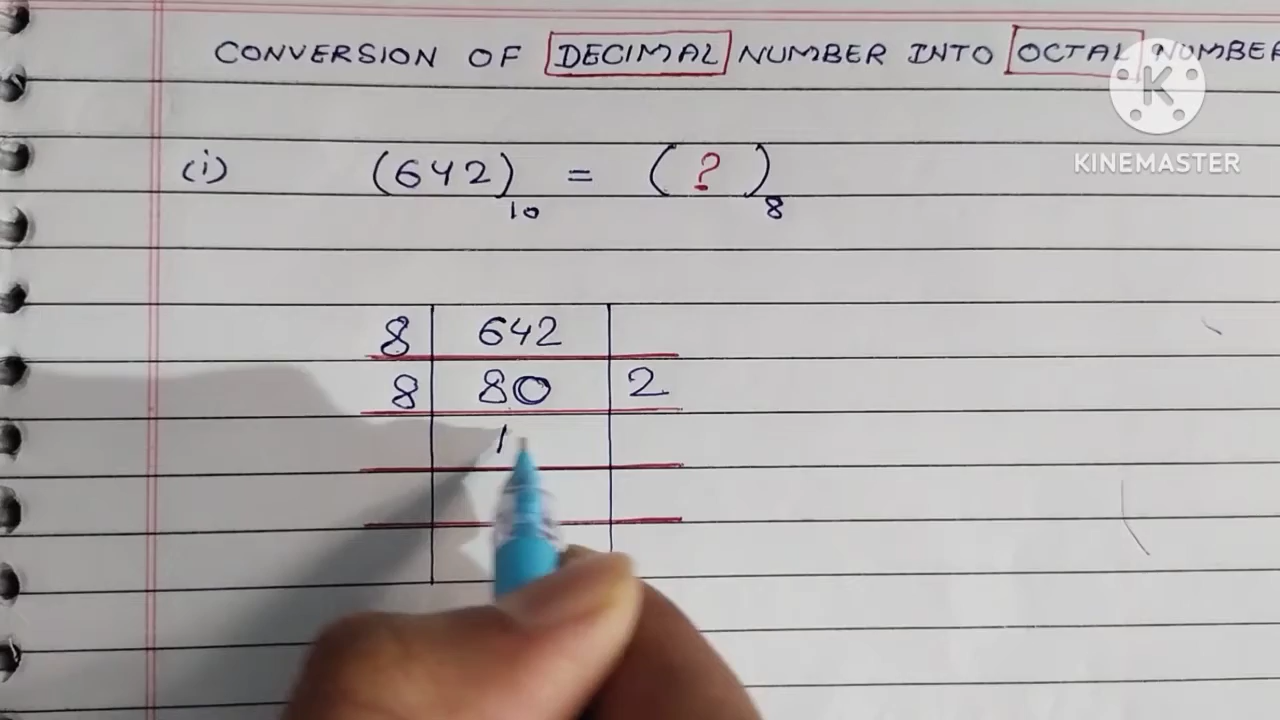 CONVERSION OF DECIMAL NUMBER INTO OCTAL NUMBER
K
KINEMASTER
(i) (642)10 = (?)8
8 642
8 80 2
1